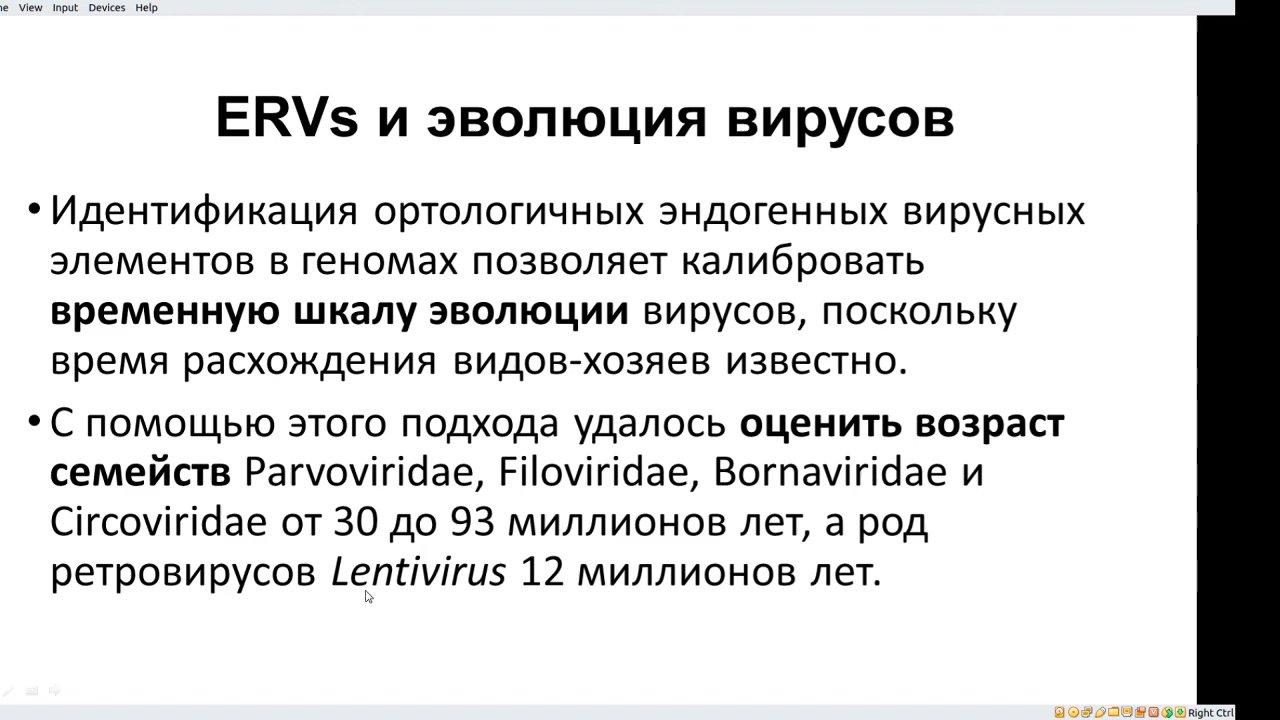 View Input Devices Help
ERVs и эволюция вирусов
• Идентификация ортологичных эндогенных вирусных
элементов в геномах позволяет калибровать
временную шкалу эволюции вирусов, поскольку
время расхождения видов-хозяев известно.
• С помощью этого подхода удалось оценить возраст
семейств Parvoviridae, Filoviridae, Bornaviridae и
Circoviridae от 30 до 93 миллионов лет, а род
ретровирусов Lentivirus 12 миллионов лет.
Right Ctrl